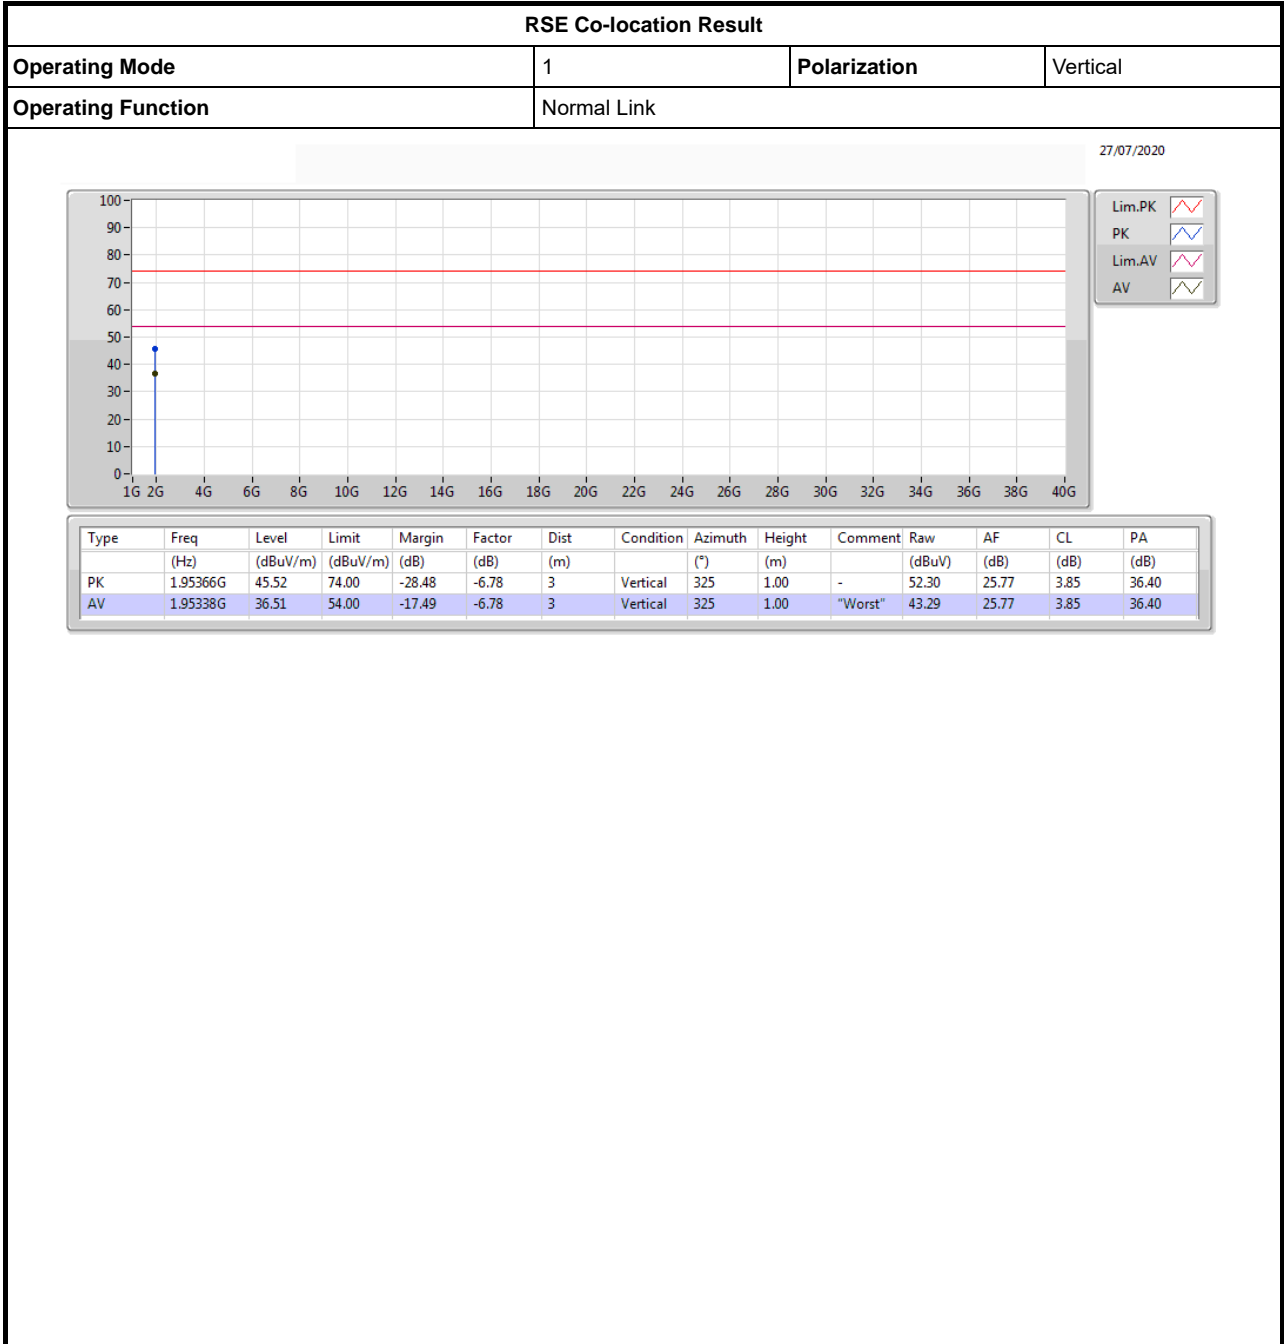 RSE Co-location Result
Operating Mode 1 Polarization Vertical
Operating Function Normal Link
27/07/2020
100
90
80
70
60
50
40
30
20
10
0
1G 2G 4G 6G 8G 10G 12G 14G 16G 18G 20G 22G 24G 26G 28G 30G 32G 34G 36G 38G 40G
Lim.PK
PK
Lim.AV
AV
Type Freq Level Limit Margin Factor Dist Condition Azimuth Height Comment Raw AF CL PA
(Hz) (dBuV/m) (dBuV/m) (dB) (dB) (m) (°) (m) (dBuV) (dB) (dB) (dB)
PK 1.95366G 45.52 74.00 -28.48 -6.78 3 Vertical 325 1.00 - 52.30 25.77 3.85 36.40
AV 1.95338G 36.51 54.00 -17.49 -6.78 3 Vertical 325 1.00 "Worst" 43.29 25.77 3.85 36.40